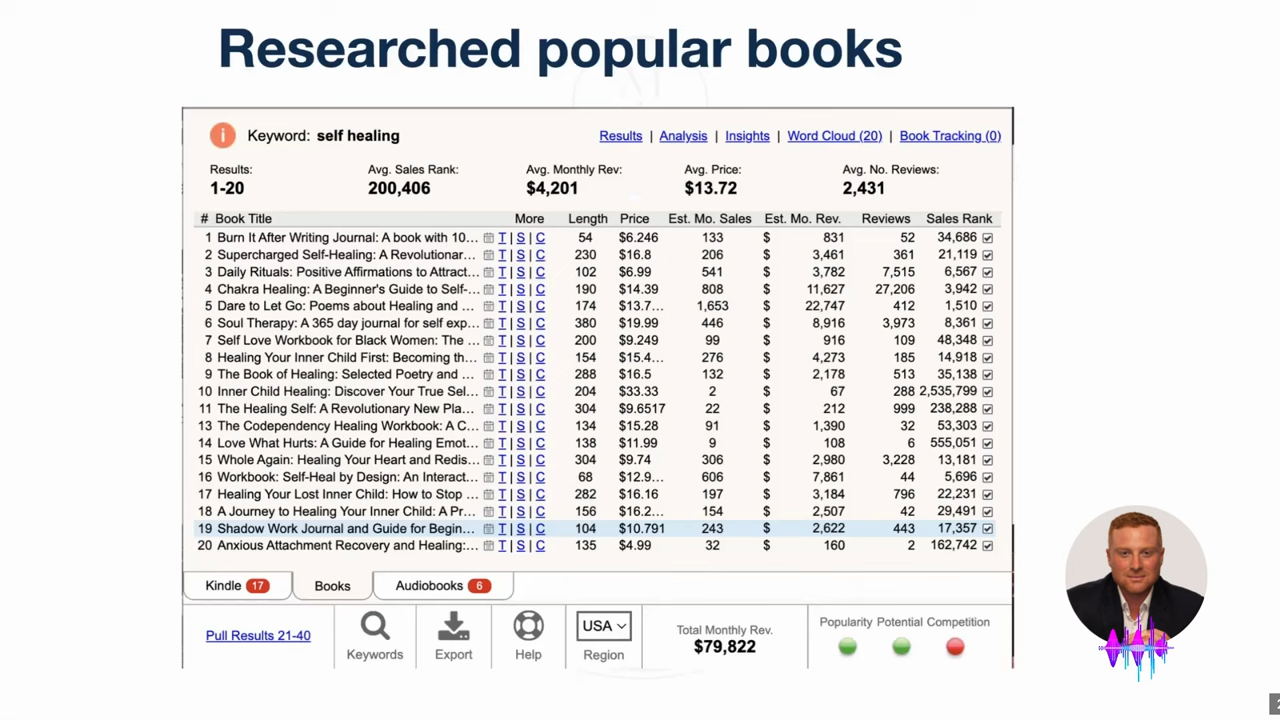 Researched popular books
Keyword: self healing
Results | Analysis | Insights | Word Cloud (20) | Book Tracking (0)
Results: Avg. Sales Rank: Avg. Monthly Rev: Avg. Price: Avg. No. Reviews:
1-20 200,406 $4,201 $13.72 2,431
# Book Title More Length Price Est. Mo. Sales Est. Mo. Rev. Reviews Sales Rank
1 Burn It After Writing Journal: A book with 10... T | S | C 54 $6.246 133 $ 831 52 34,686
2 Supercharged Self-Healing: A Revolutionar... T | S | C 230 $16.8 206 $ 3,461 361 21,119
3 Daily Rituals: Positive Affirmations to Attract... T | S | C 102 $6.99 541 $ 3,782 7,515 6,567
4 Chakra Healing: A Beginner's Guide to Self-... T | S | C 190 $14.39 808 $ 11,627 27,206 3,942
5 Dare to Let Go: Poems about Healing and ... T | S | C 174 $13.7... 1,653 $ 22,747 412 1,510
6 Soul Therapy: A 365 day journal for self exp... T | S | C 380 $19.99 446 $ 8,916 3,973 8,361
7 Self Love Workbook for Black Women: The ... T | S | C 200 $9.249 99 $ 916 109 48,348
8 Healing Your Inner Child First: Becoming th... T | S | C 154 $15.4... 276 $ 4,273 185 14,918
9 The Book of Healing: Selected Poetry and ... T | S | C 288 $16.5 132 $ 2,178 513 35,138
10 Inner Child Healing: Discover Your True Sel... T | S | C 204 $33.33 2 $ 67 288 2,535,799
11 The Healing Self: A Revolutionary New Pla... T | S | C 304 $9.6517 22 $ 212 999 238,288
13 The Codependency Healing Workbook: A C... T | S | C 134 $15.28 91 $ 1,390 32 53,303
14 Love What Hurts: A Guide for Healing Emot... T | S | C 138 $11.99 9 $ 108 6 555,051
15 Whole Again: Healing Your Heart and Redis... T | S | C 304 $9.74 306 $ 2,980 3,228 13,181
16 Workbook: Self-Heal by Design: An Interact... T | S | C 68 $12.9... 606 $ 7,861 44 5,696
17 Healing Your Lost Inner Child: How to Stop ... T | S | C 282 $16.16 197 $ 3,184 796 22,231
18 A Journey to Healing Your Inner Child: A Pr... T | S | C 156 $16.2... 154 $ 2,507 42 29,491
19 Shadow Work Journal and Guide for Begin... T | S | C 104 $10.791 243 $ 2,622 443 17,357
20 Anxious Attachment Recovery and Healing:... T | S | C 135 $4.99 32 $ 160 2 162,742
Kindle 17 Books Audiobooks 6
Pull Results 21-40
Keywords
Export
Help
USA
Region
Total Monthly Rev.
$79,822
Popularity Potential Competition